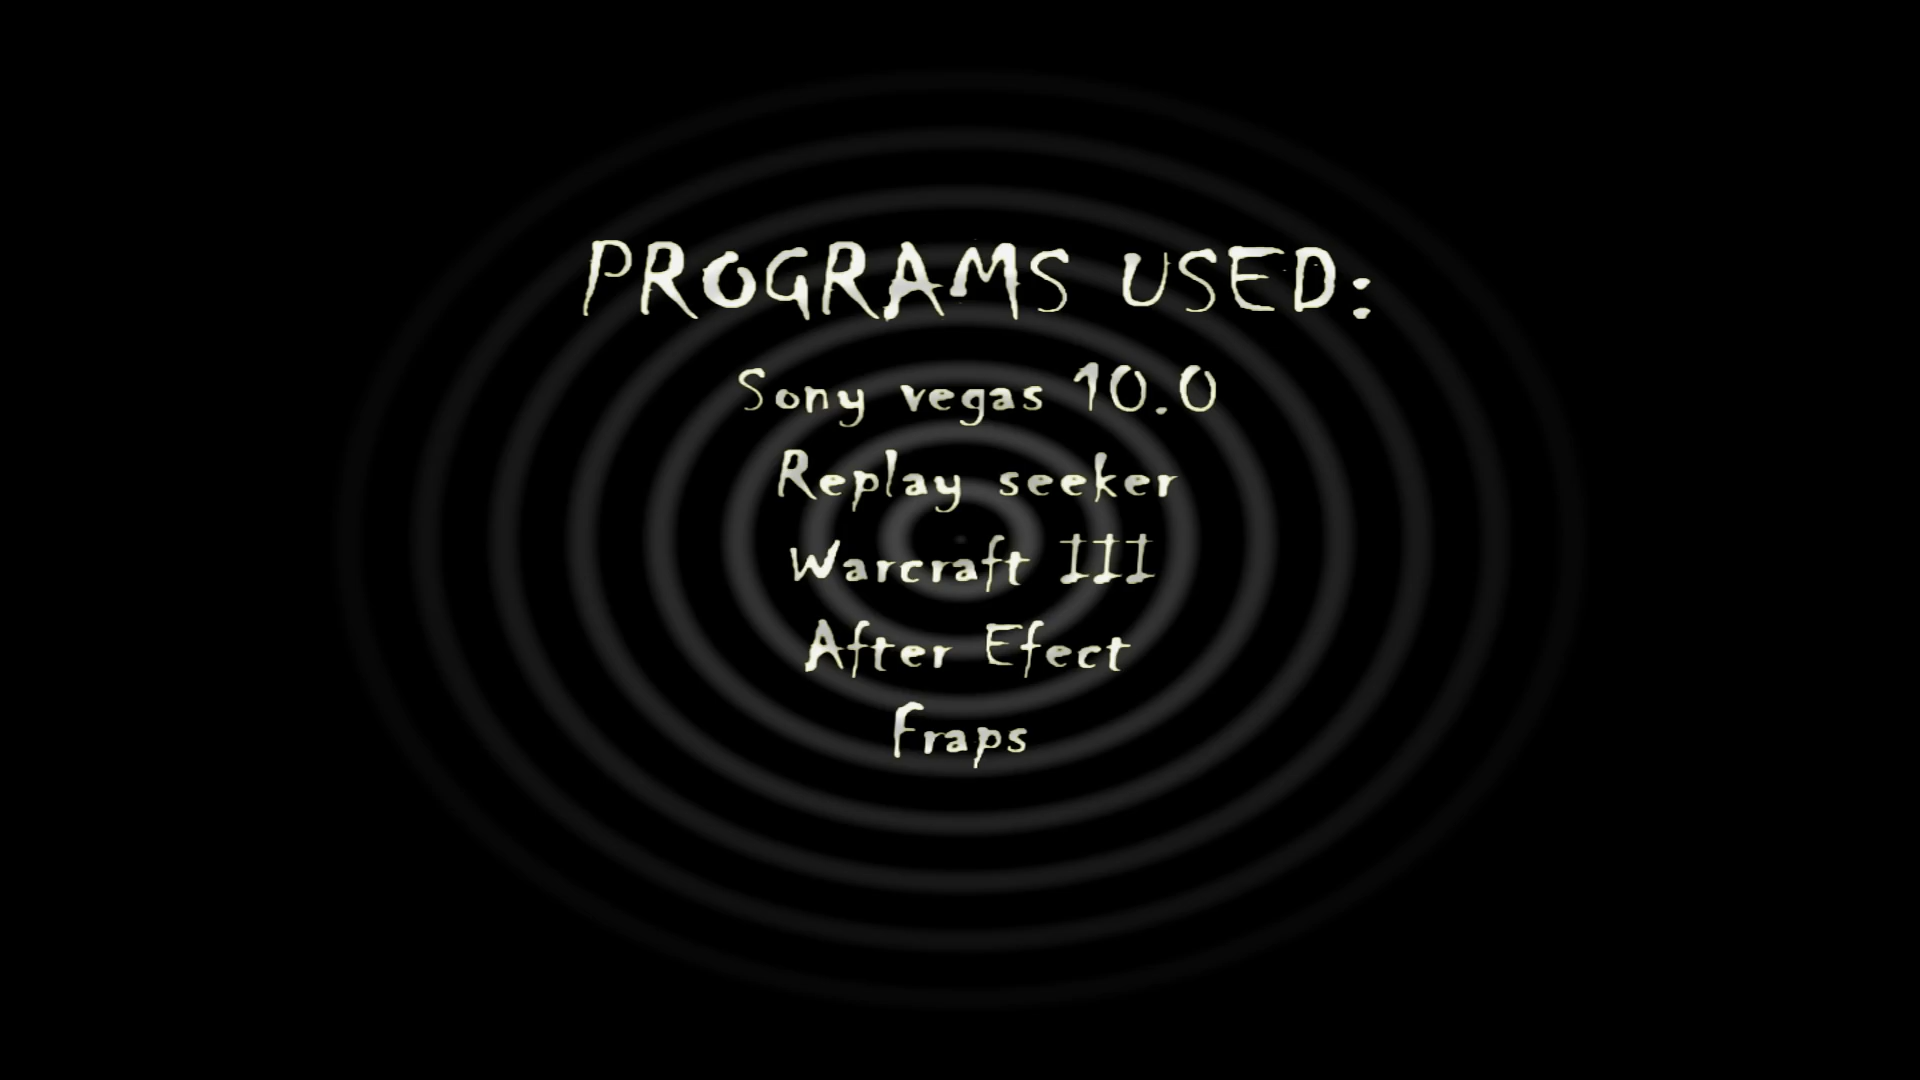 PROGRAMS USED:
Sony vegas 10.0
Replay seeker
Warcraft III
After Efect
Fraps